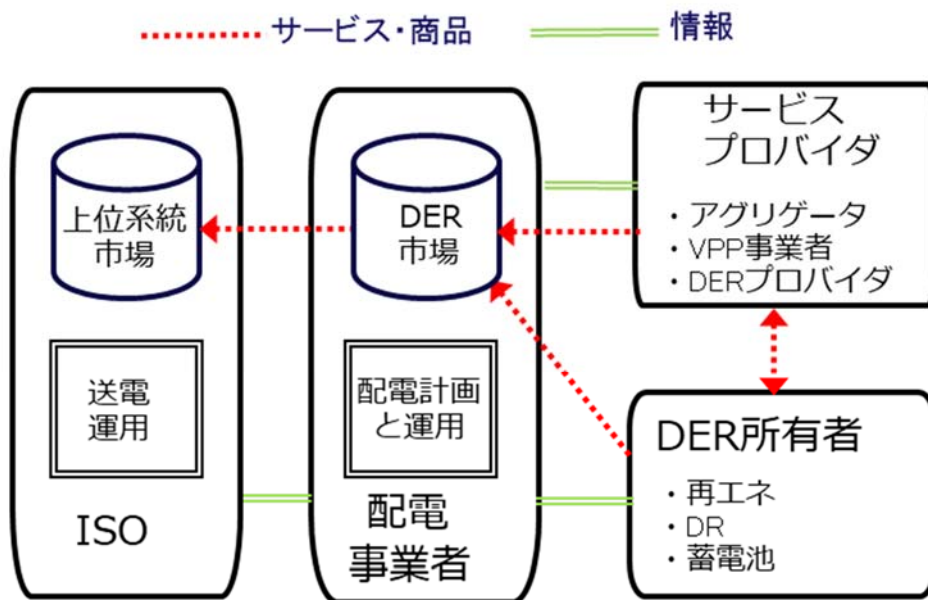 サービス・商品
情報
上位系統
市場
送電
運用
ISO
DER
市場
配電計画
と運用
配電
事業者
サービス
プロバイダ
・アグリゲータ
・VPP事業者
・DERプロバイダ
DER所有者
・再エネ
・DR
・蓄電池